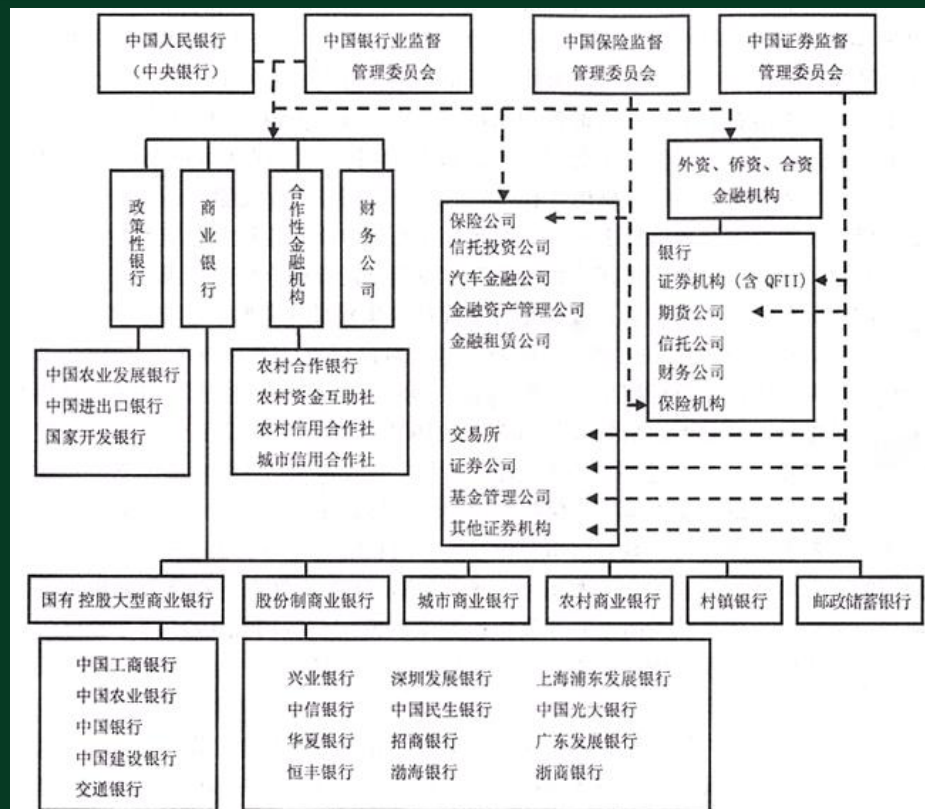 中国人民银行
（中央银行）
中国银行业监督
管理委员会
中国保险监督
管理委员会
中国证券监督
管理委员会
政策性银行
商业银行
合作性金融机构
财务公司
外资、侨资、合资
金融机构
保险公司
信托投资公司
汽车金融公司
金融资产管理公司
金融租赁公司
交易所
证券公司
基金管理公司
其他证券机构
银行
证券机构（含 QFII）
期货公司
信托公司
财务公司
保险机构
中国农业发展银行
中国进出口银行
国家开发银行
农村合作银行
农村资金互助社
农村信用合作社
城市信用合作社
国有 控股大型商业银行
股份制商业银行
城市商业银行
农村商业银行
村镇银行
邮政储蓄银行
中国工商银行
中国农业银行
中国银行
中国建设银行
交通银行
兴业银行 深圳发展银行 上海浦东发展银行
中信银行 中国民生银行 中国光大银行
华夏银行 招商银行 广东发展银行
恒丰银行 渤海银行 浙商银行